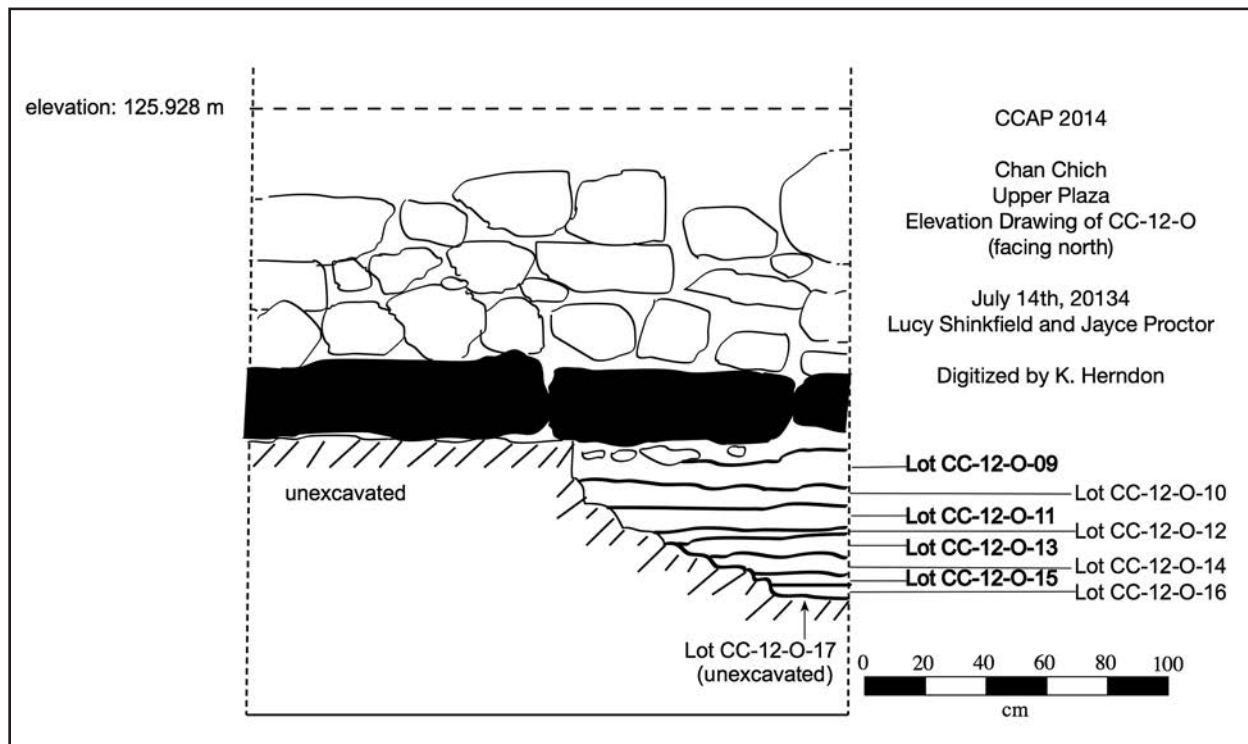 elevation: 125.928 m
CCAP 2014
Chan Chich
Upper Plaza
Elevation Drawing of CC-12-O
(facing north)
July 14th, 20134
Lucy Shinkfield and Jayce Proctor
Digitized by K. Herndon
unexcavated
Lot CC-12-O-09
Lot CC-12-O-10
Lot CC-12-O-11
Lot CC-12-O-12
Lot CC-12-O-13
Lot CC-12-O-14
Lot CC-12-O-15
Lot CC-12-O-16
Lot CC-12-O-17
(unexcavated)
0 20 40 60 80 100
cm